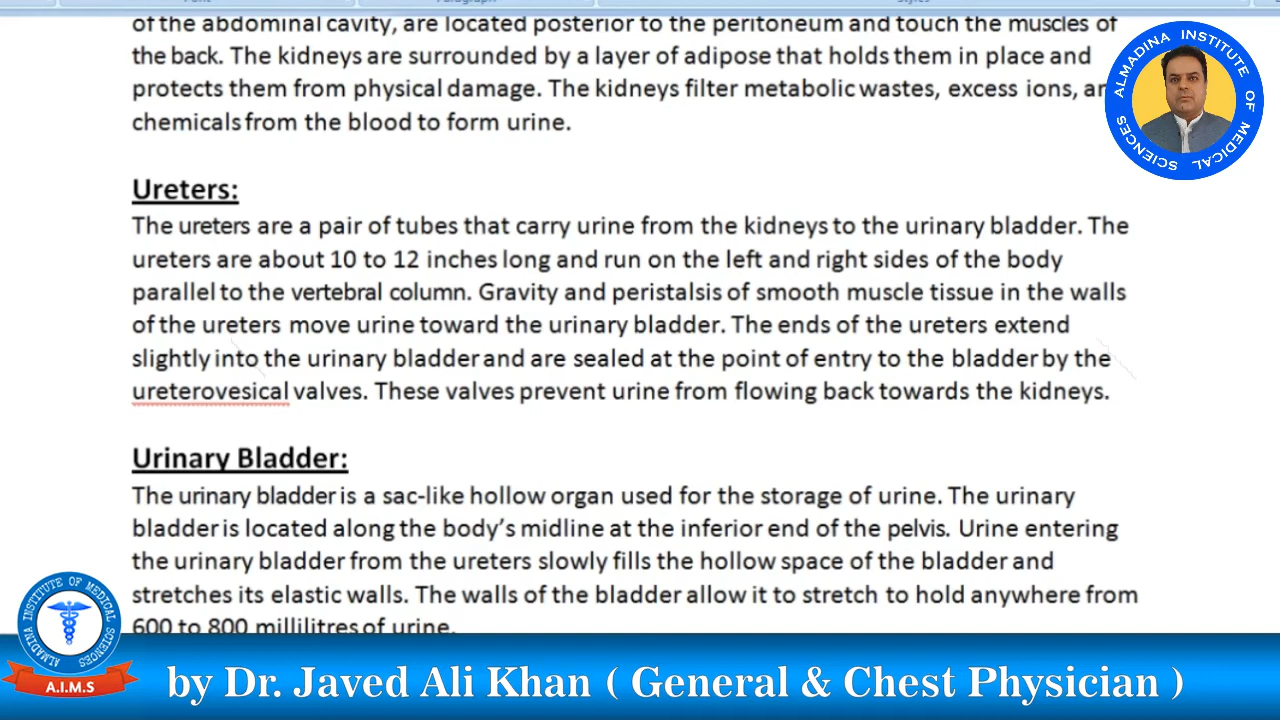 of the abdominal cavity, are located posterior to the peritoneum and touch the muscles of
the back. The kidneys are surrounded by a layer of adipose that holds them in place and
protects them from physical damage. The kidneys filter metabolic wastes, excess ions,
chemicals from the blood to form urine.
Ureters:
The ureters are a pair of tubes that carry urine from the kidneys to the urinary bladder. The
ureters are about 10 to 12 inches long and run on the left and right sides of the body
parallel to the vertebral column. Gravity and peristalsis of smooth muscle tissue in the walls
of the ureters move urine toward the urinary bladder. The ends of the ureters extend
slightly into the urinary bladder and are sealed at the point of entry to the bladder by the
ureterovesical valves. These valves prevent urine from flowing back towards the kidneys.
Urinary Bladder:
The urinary bladder is a sac-like hollow organ used for the storage of urine. The urinary
bladder is located along the body's midline at the inferior end of the pelvis. Urine entering
the urinary bladder from the ureters slowly fills the hollow space of the bladder and
stretches its elastic walls. The walls of the bladder allow it to stretch to hold anywhere from
600 to 800 millilitres of urine.
ALMADINA INSTITUTE OF MEDICAL SCIENCES
ALMADINA INSTITUTE OF MEDICAL SCIENCES
A.I.M.S
by Dr. Javed Ali Khan ( General & Chest Physician )